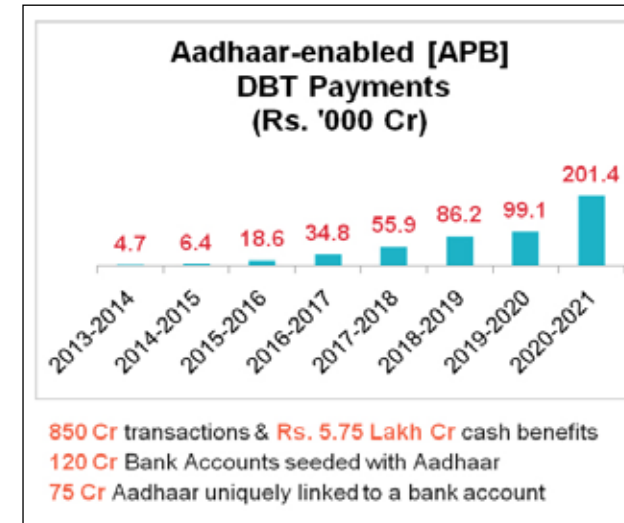 Aadhaar-enabled [APB]
DBT Payments
(Rs. '000 Cr)
4.7 6.4 18.6 34.8 55.9 86.2 99.1 201.4
2013-2014 2014-2015 2015-2016 2016-2017 2017-2018 2018-2019 2019-2020 2020-2021
850 Cr transactions & Rs. 5.75 Lakh Cr cash benefits
120 Cr Bank Accounts seeded with Aadhaar
75 Cr Aadhaar uniquely linked to a bank account